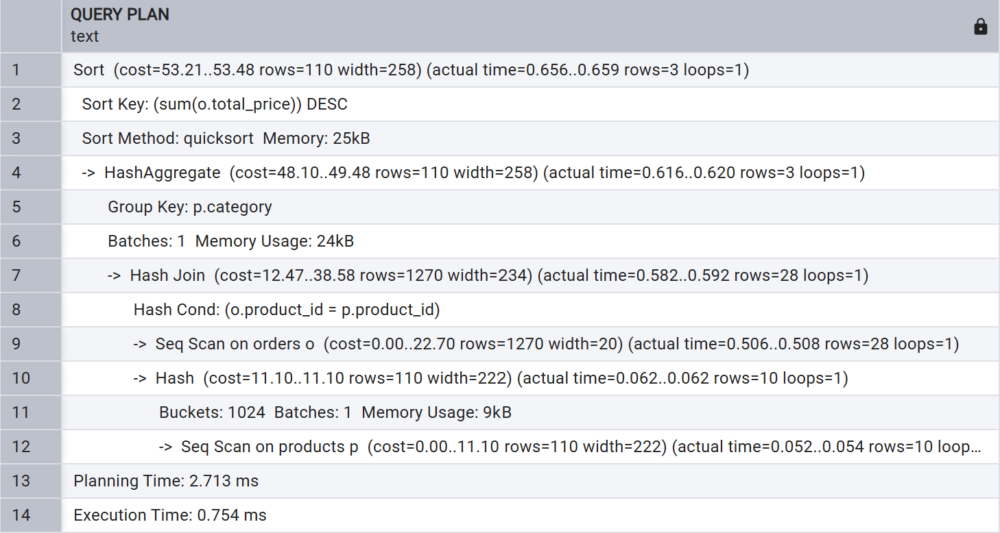 QUERY PLAN
text
1 Sort (cost=53.21..53.48 rows=110 width=258) (actual time=0.656..0.659 rows=3 loops=1)
2 Sort Key: (sum(o.total_price)) DESC
3 Sort Method: quicksort Memory: 25kB
4 -> HashAggregate (cost=48.10..49.48 rows=110 width=258) (actual time=0.616..0.620 rows=3 loops=1)
5 Group Key: p.category
6 Batches: 1 Memory Usage: 24kB
7 -> Hash Join (cost=12.47..38.58 rows=1270 width=234) (actual time=0.582..0.592 rows=28 loops=1)
8 Hash Cond: (o.product_id = p.product_id)
9 -> Seq Scan on orders o (cost=0.00..22.70 rows=1270 width=20) (actual time=0.506..0.508 rows=28 loops=1)
10 -> Hash (cost=11.10..11.10 rows=110 width=222) (actual time=0.062..0.062 rows=10 loops=1)
11 Buckets: 1024 Batches: 1 Memory Usage: 9kB
12 -> Seq Scan on products p (cost=0.00..11.10 rows=110 width=222) (actual time=0.052..0.054 rows=10 loop...
13 Planning Time: 2.713 ms
14 Execution Time: 0.754 ms